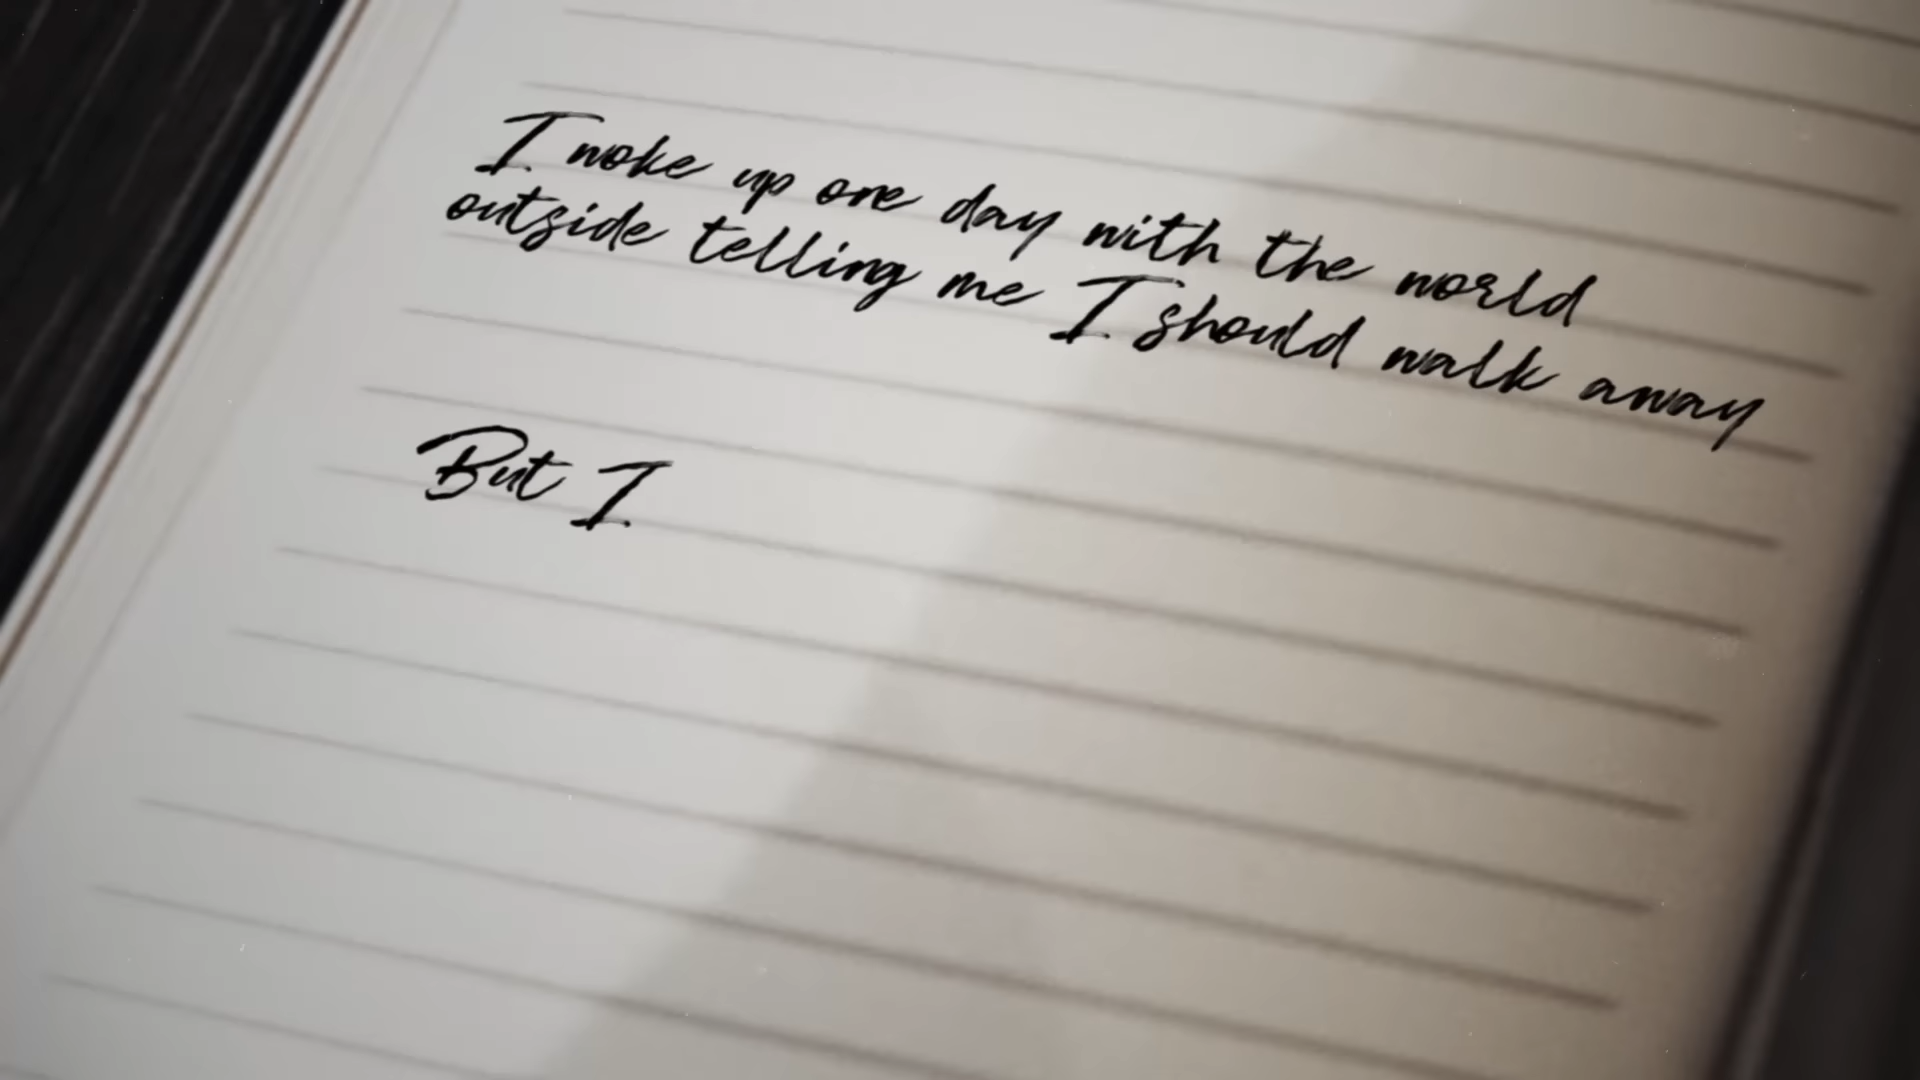 I woke up one day with the world
outside telling me I should walk away
But I